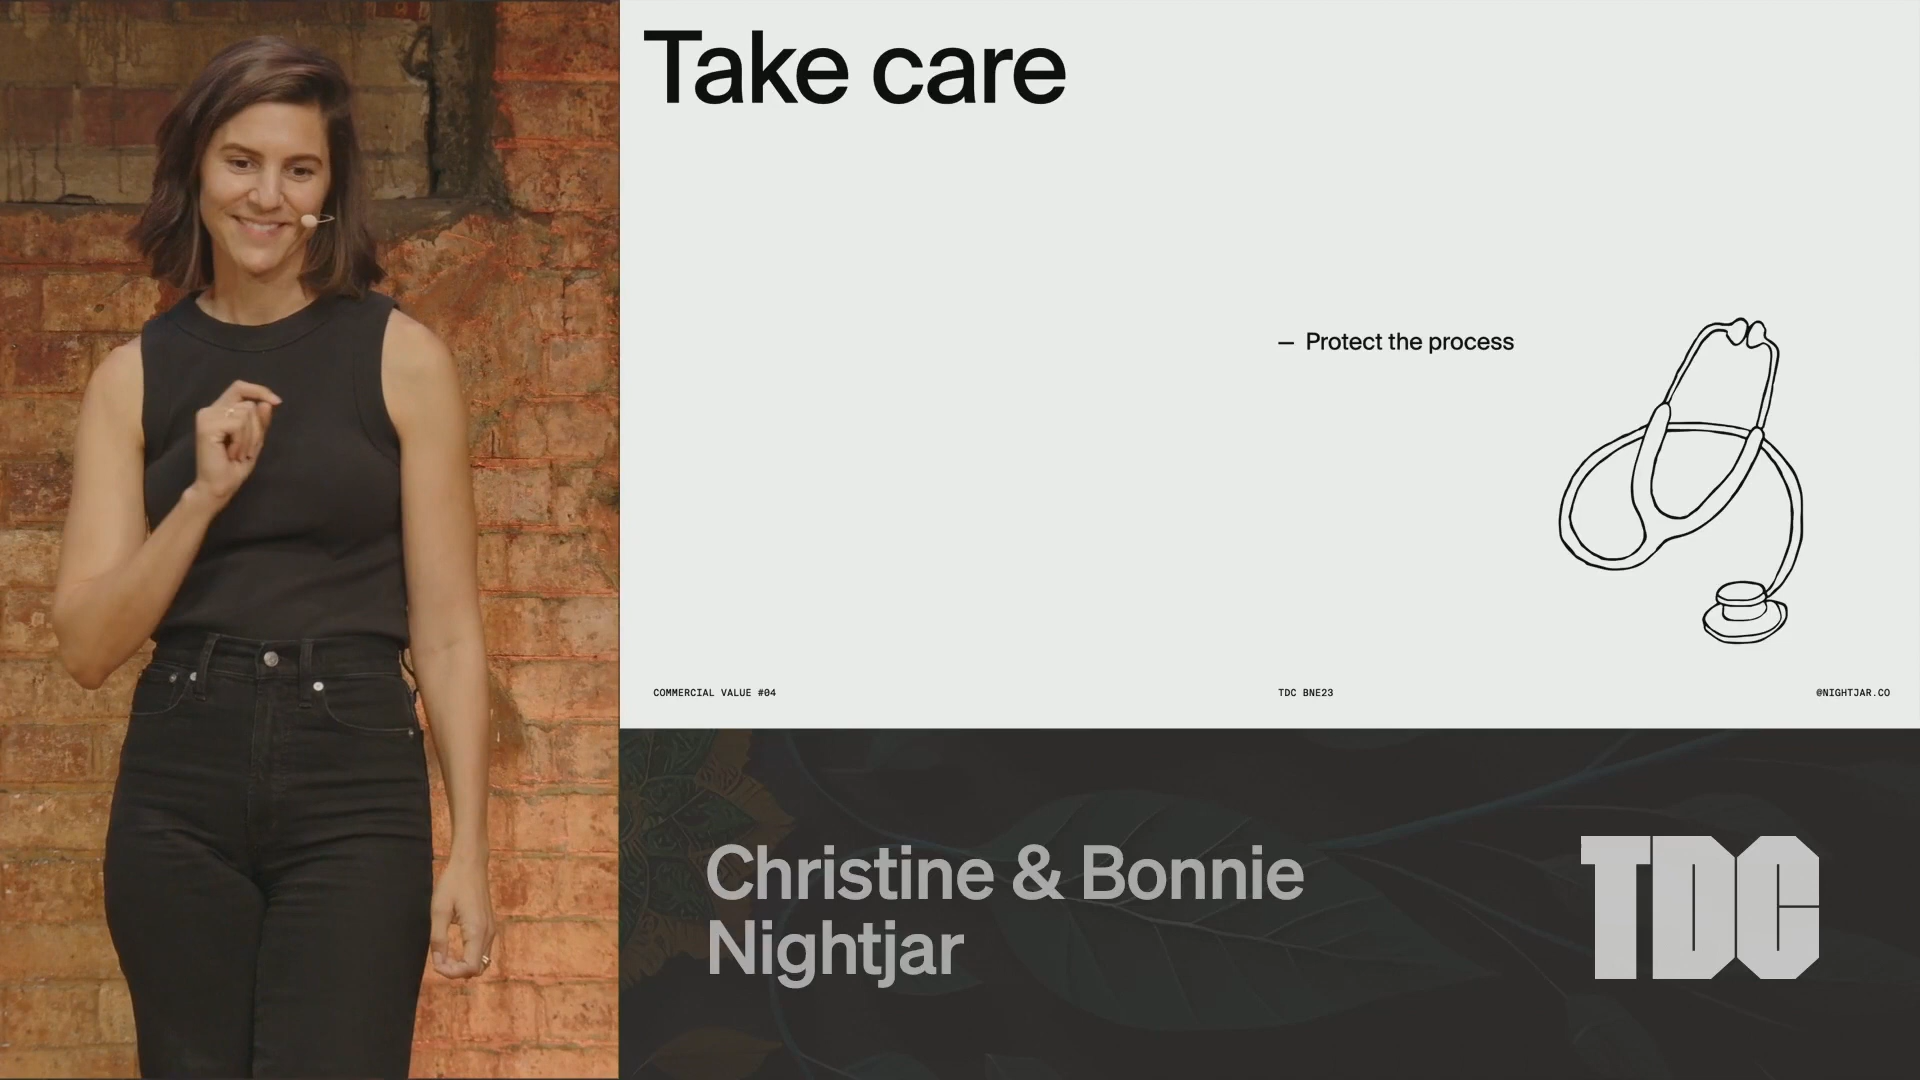 Take care
– Protect the process
COMMERCIAL VALUE #04
TDC BNE23
@NIGHTJAR.CO
Christine & Bonnie
Nightjar
TDC